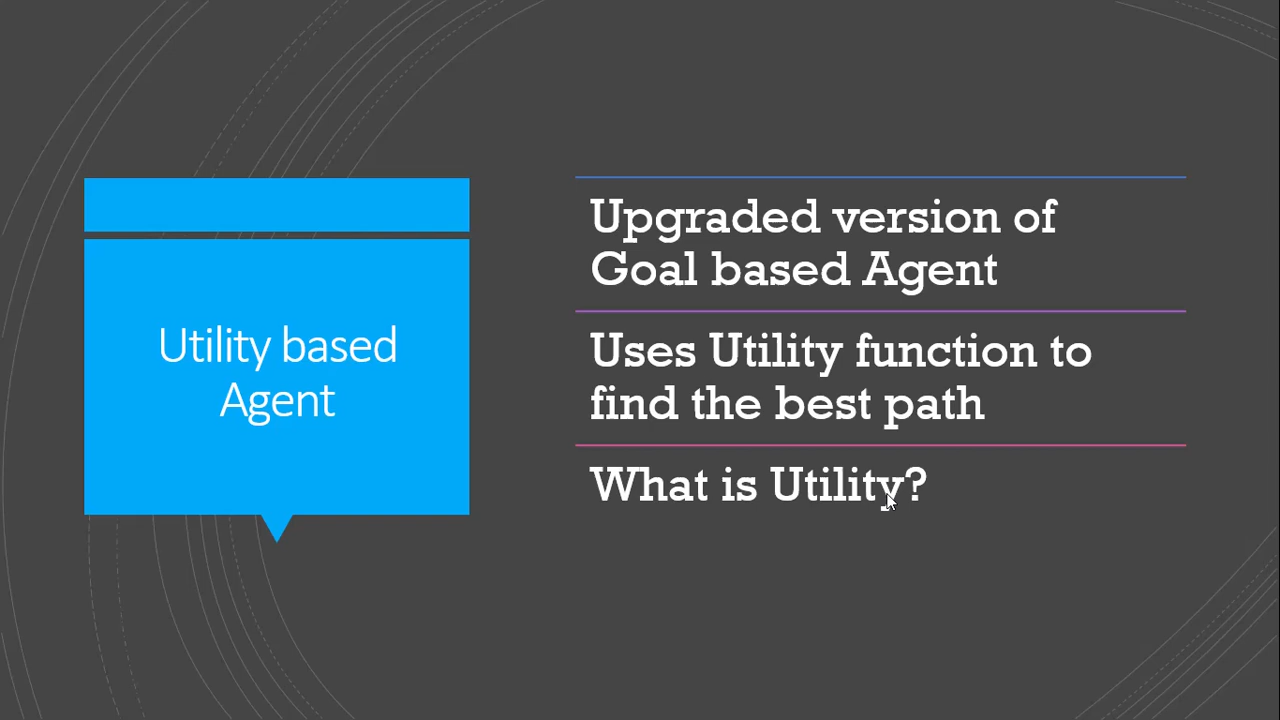 Utility based
Agent
Upgraded version of
Goal based Agent
Uses Utility function to
find the best path
What is Utility?